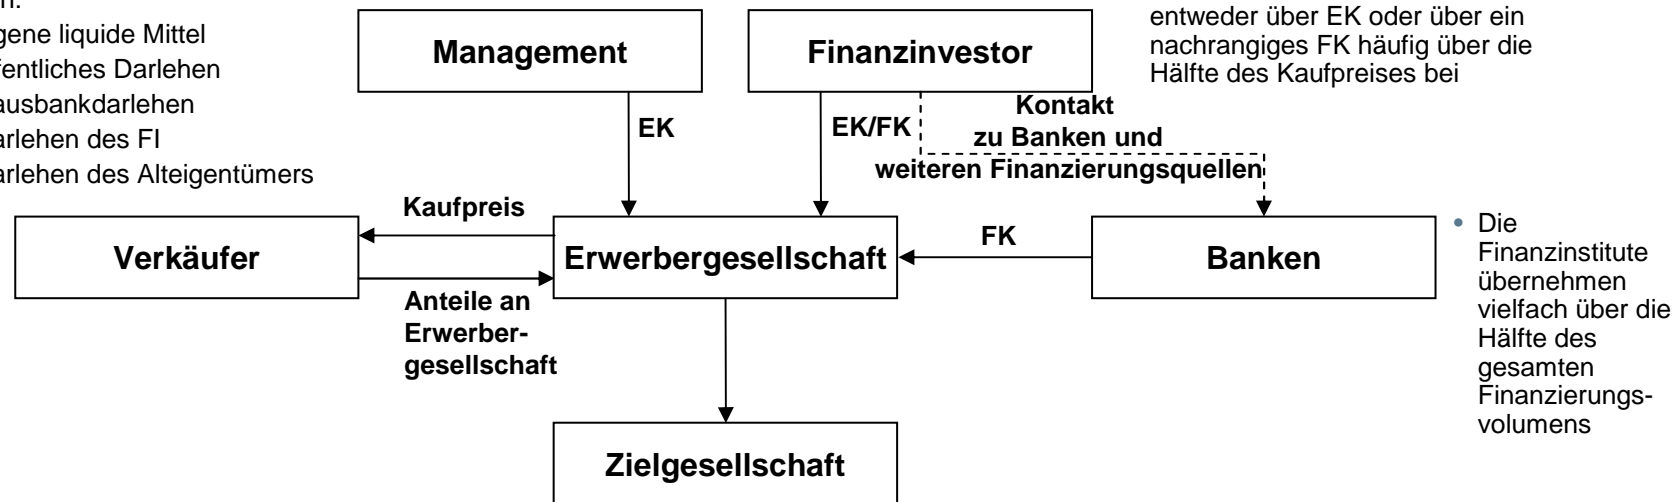 gene liquide Mittel
fentliches Darlehen
ausbankdarlehen
arlehen des FI
arlehen des Alteigentümers
Management
Finanzinvestor
entweder über EK oder über ein
nachrangiges FK häufig über die
Hälfte des Kaufpreises bei
EK
EK/FK
Kontakt
zu Banken und
weiteren Finanzierungsquellen
Kaufpreis
Verkäufer
Erwerbergesellschaft
FK
Banken
Anteile an
Erwerber-
gesellschaft
• Die
Finanzinstitute
übernehmen
vielfach über die
Hälfte des
gesamten
Finanzierungs-
volumens
Zielgesellschaft